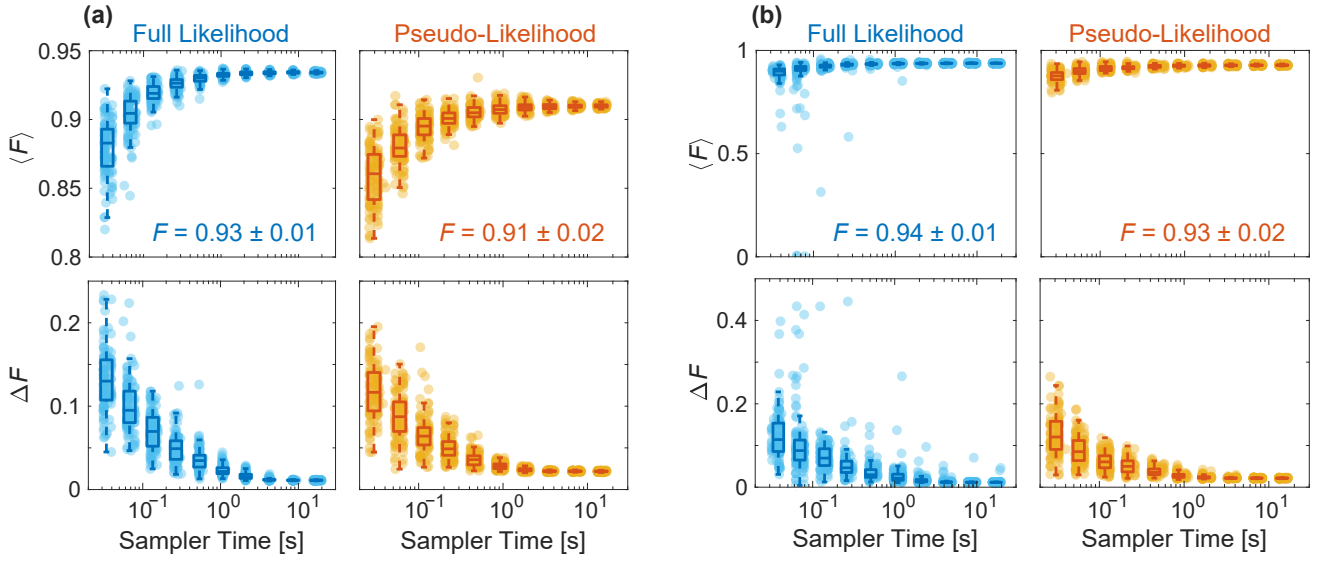 (a)
Full Likelihood
Pseudo-Likelihood
0.95
0.9
0.85
0.8
⟨F⟩
F = 0.93 ± 0.01
F = 0.91 ± 0.02
0.2
0.1
0
ΔF
10⁻¹ 10⁰ 10¹
10⁻¹ 10⁰ 10¹
Sampler Time [s]
Sampler Time [s]
(b)
Full Likelihood
Pseudo-Likelihood
1
0.5
0
⟨F⟩
F = 0.94 ± 0.01
F = 0.93 ± 0.02
0.4
0.2
0
ΔF
10⁻¹ 10⁰ 10¹
10⁻¹ 10⁰ 10¹
Sampler Time [s]
Sampler Time [s]